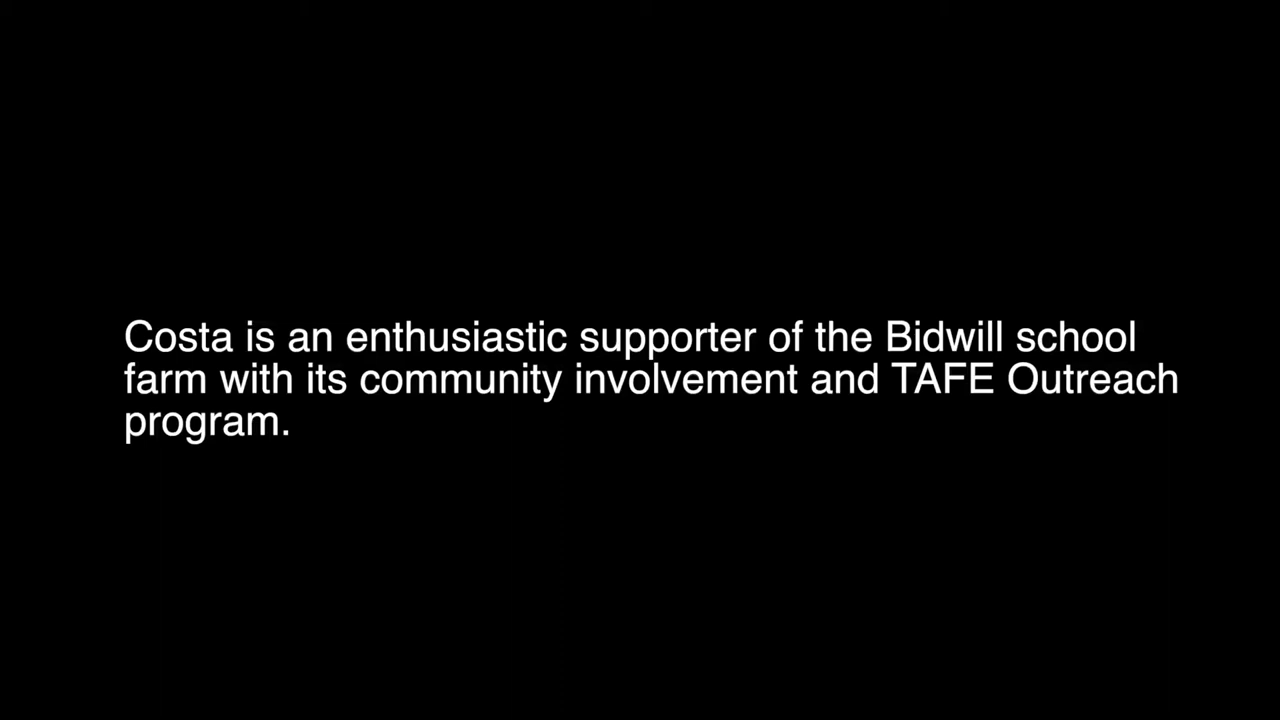 Costa is an enthusiastic supporter of the Bidwill school
farm with its community involvement and TAFE Outreach
program.